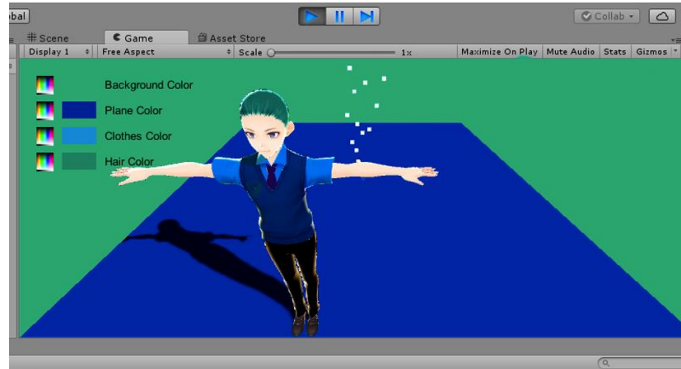 obal
Collab
Scene Game Asset Store
Display 1 Free Aspect Scale 1x Maximize On Play Mute Audio Stats Gizmos
Background Color
Plane Color
Clothes Color
Hair Color